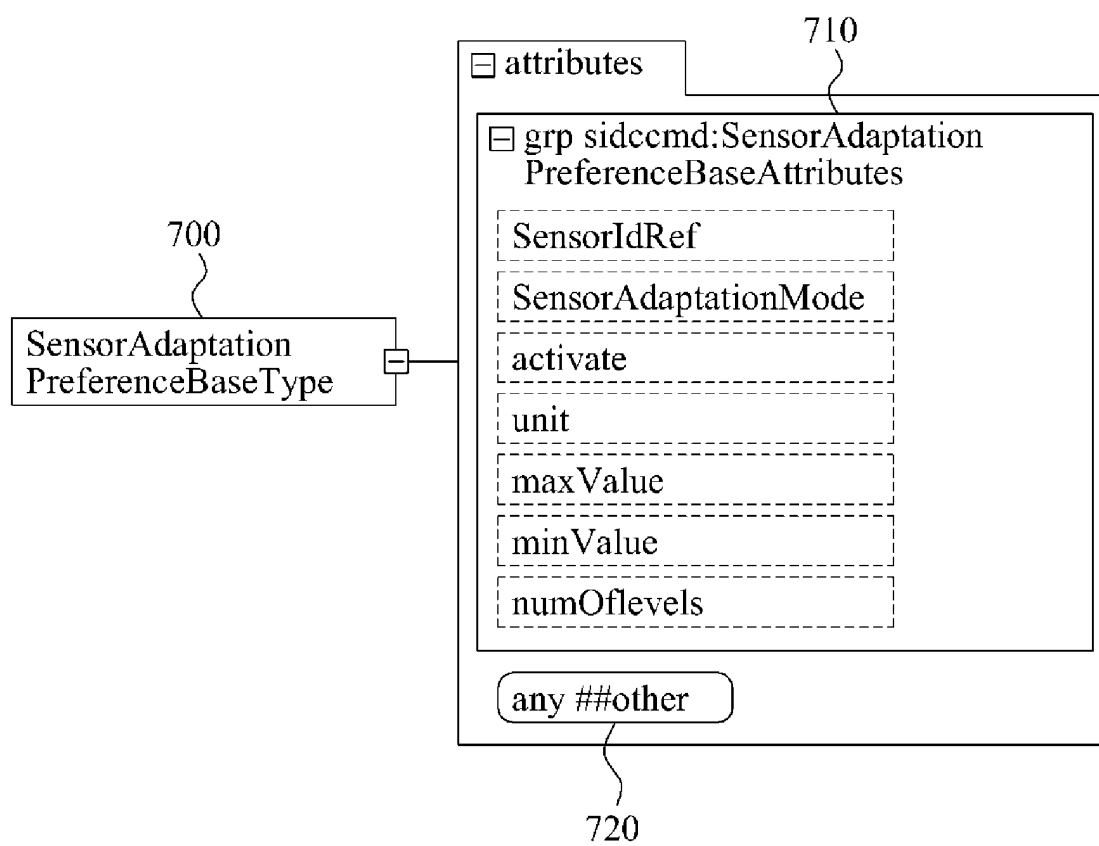 710
attributes
grp sidccmd:SensorAdaptation
PreferenceBaseAttributes
700
SensorIdRef
SensorAdaptationMode
SensorAdaptation
PreferenceBaseType
activate
unit
maxValue
minValue
numOflevels
any ##other
720